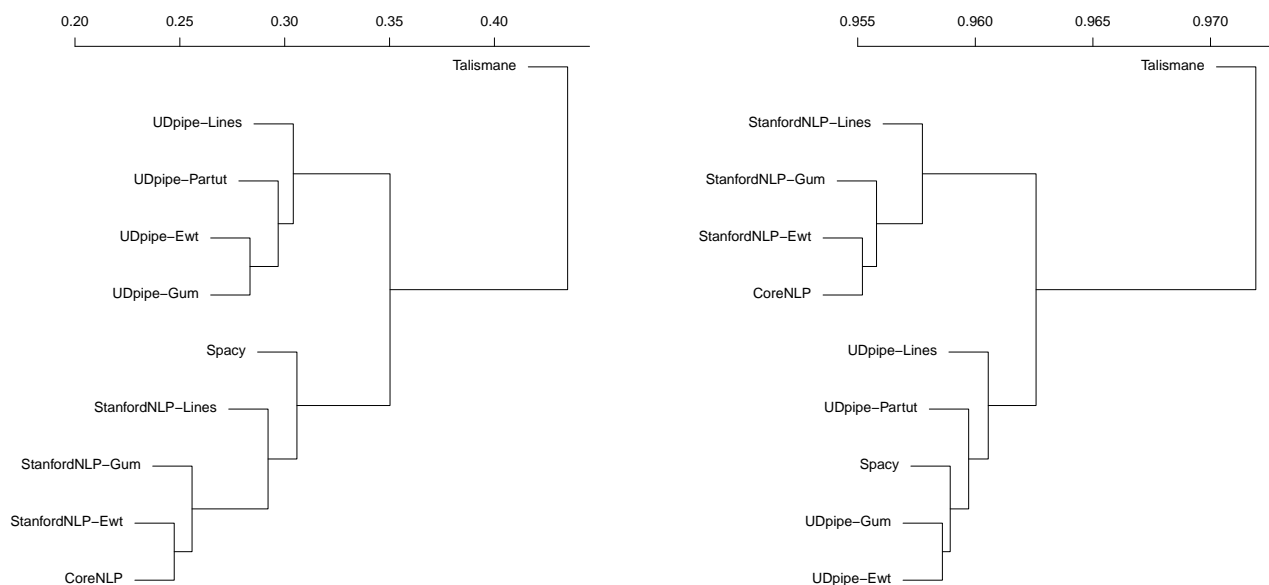 0.20 0.25 0.30 0.35 0.40
Talismane
UDpipe−Lines
UDpipe−Partut
UDpipe−Ewt
UDpipe−Gum
Spacy
StanfordNLP−Lines
StanfordNLP−Gum
StanfordNLP−Ewt
CoreNLP
0.955 0.960 0.965 0.970
Talismane
StanfordNLP−Lines
StanfordNLP−Gum
StanfordNLP−Ewt
CoreNLP
UDpipe−Lines
UDpipe−Partut
Spacy
UDpipe−Gum
UDpipe−Ewt